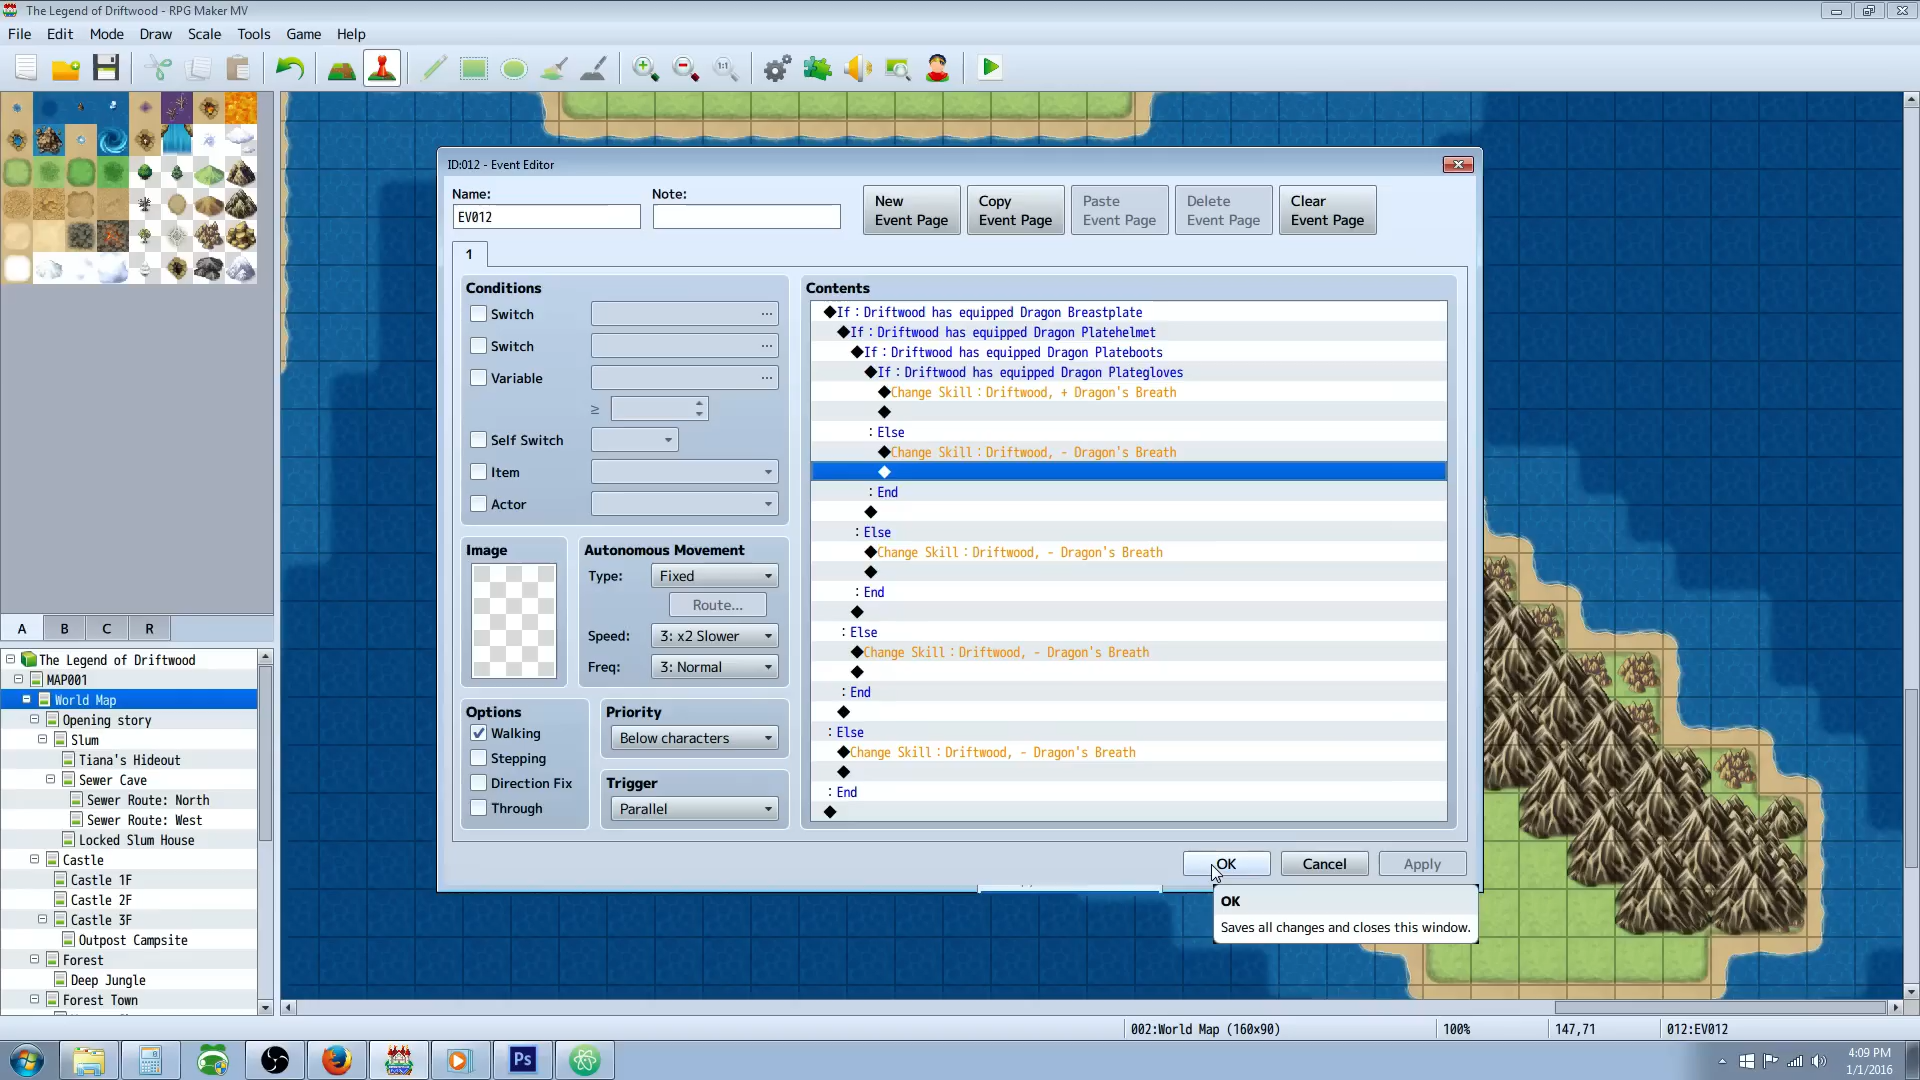 The Legend of Driftwood - RPG Maker MV
File Edit Mode Draw Scale Tools Game Help
1:1
ID:012 - Event Editor
Name:
Note:
EV012
New
Event Page
Copy
Event Page
Paste
Event Page
Delete
Event Page
Clear
Event Page
1
Conditions
Switch ...
Switch ...
Variable ...
≥
Self Switch
Item
Actor
Image
Autonomous Movement
Type: Fixed
Route...
Speed: 3: x2 Slower
Freq: 3: Normal
Options
Walking
Stepping
Direction Fix
Through
Priority
Below characters
Trigger
Parallel
Contents
◆If：Driftwood has equipped Dragon Breastplate
◆If：Driftwood has equipped Dragon Platehelmet
◆If：Driftwood has equipped Dragon Plateboots
◆If：Driftwood has equipped Dragon Plategloves
◆Change Skill：Driftwood, + Dragon's Breath
◆
：Else
◆Change Skill：Driftwood, - Dragon's Breath
◆
：End
◆
：Else
◆Change Skill：Driftwood, - Dragon's Breath
◆
：End
◆
：Else
◆Change Skill：Driftwood, - Dragon's Breath
◆
：End
◆
：Else
◆Change Skill：Driftwood, - Dragon's Breath
◆
：End
◆
OK Cancel Apply
OK
Saves all changes and closes this window.
A B C R
The Legend of Driftwood
MAP001
World Map
Opening story
Slum
Tiana's Hideout
Sewer Cave
Sewer Route: North
Sewer Route: West
Locked Slum House
Castle
Castle 1F
Castle 2F
Castle 3F
Outpost Campsite
Forest
Deep Jungle
Forest Town
002:World Map (160x90) 100% 147,71 012:EV012
Ps
4:09 PM
1/1/2016